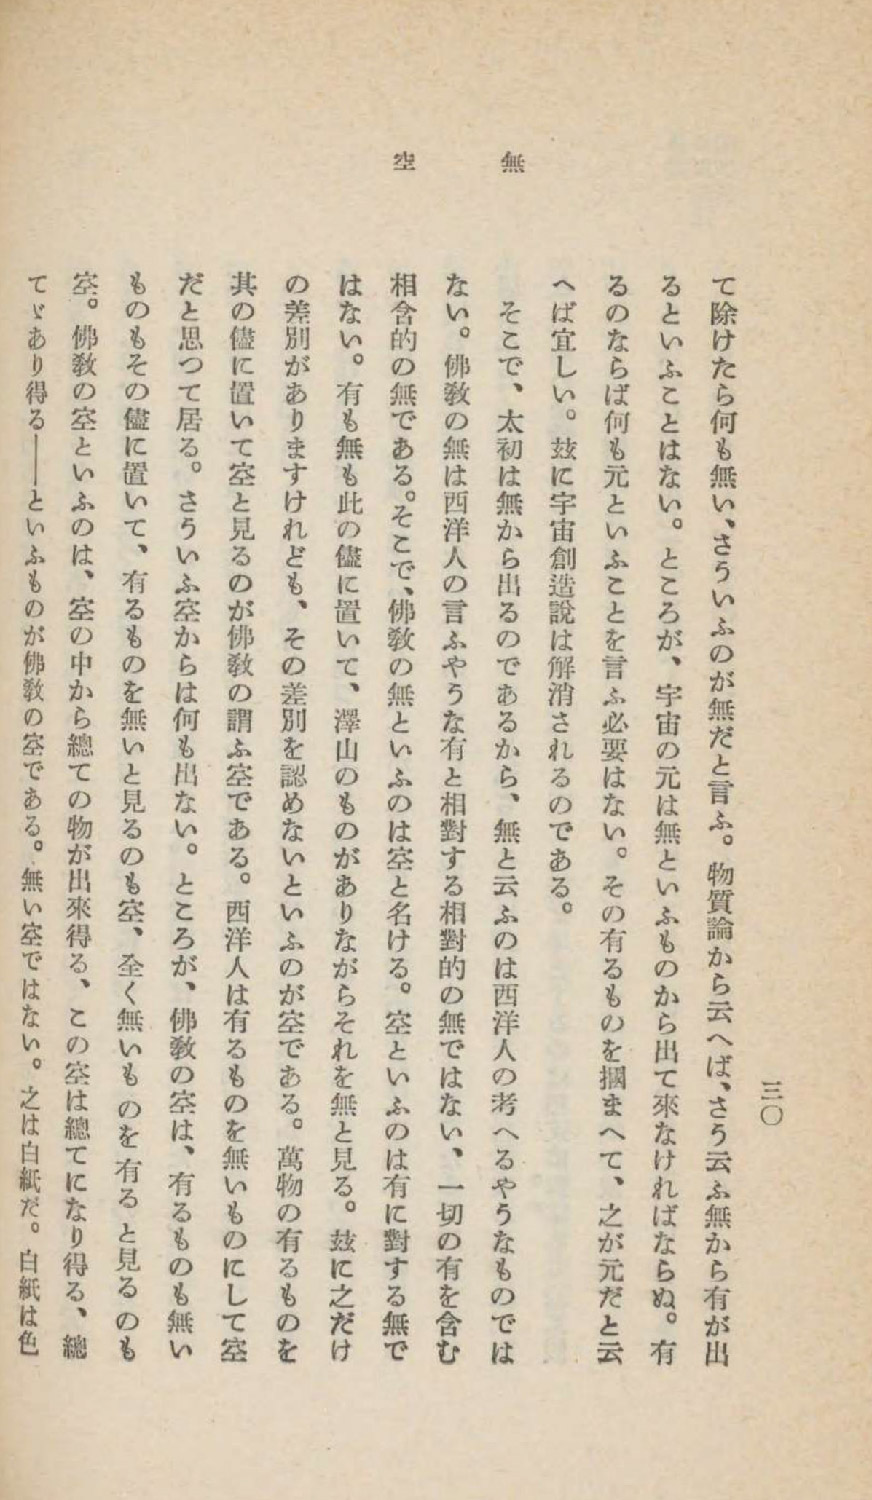 無空
三〇
て除けたら何も無い、さういふのが無だと言ふ。物質論から云へば、さう云ふ無から有が出
るといふことはない。ところが、宇宙の元は無といふものから出て來なければならぬ。有
るのならば何も元といふことを言ふ必要はない。その有るものを摑まへて、之が元だと云
へば宜しい。玆に宇宙創造說は解消されるのである。
そこで、太初は無から出るのであるから、無と云ふのは西洋人の考へるやうなものでは
ない。佛敎の無は西洋人の言ふやうな有と相對する相對的の無ではない、一切の有を含む
相含的の無である。そこで、佛敎の無といふのは空と名ける。空といふのは有に對する無で
はない。有も無も此の儘に置いて、澤山のものがありながらそれを無と見る。玆に之だけ
の差別がありますけれども、その差別を認めないといふのが空である。萬物の有るものを
其の儘に置いて空と見るのが佛敎の謂ふ空である。西洋人は有るものを無いものにして空
だと思つて居る。さういふ空からは何も出ない。ところが、佛敎の空は、有るものも無い
ものもその儘に置いて、有るものを無いと見るのも空、全く無いものを有ると見るのも
空。佛敎の空といふのは、空の中から總ての物が出來得る、この空は總てになり得る、總
てゞあり得る――といふものが佛敎の空である。無い空ではない。之は白紙だ。白紙は色